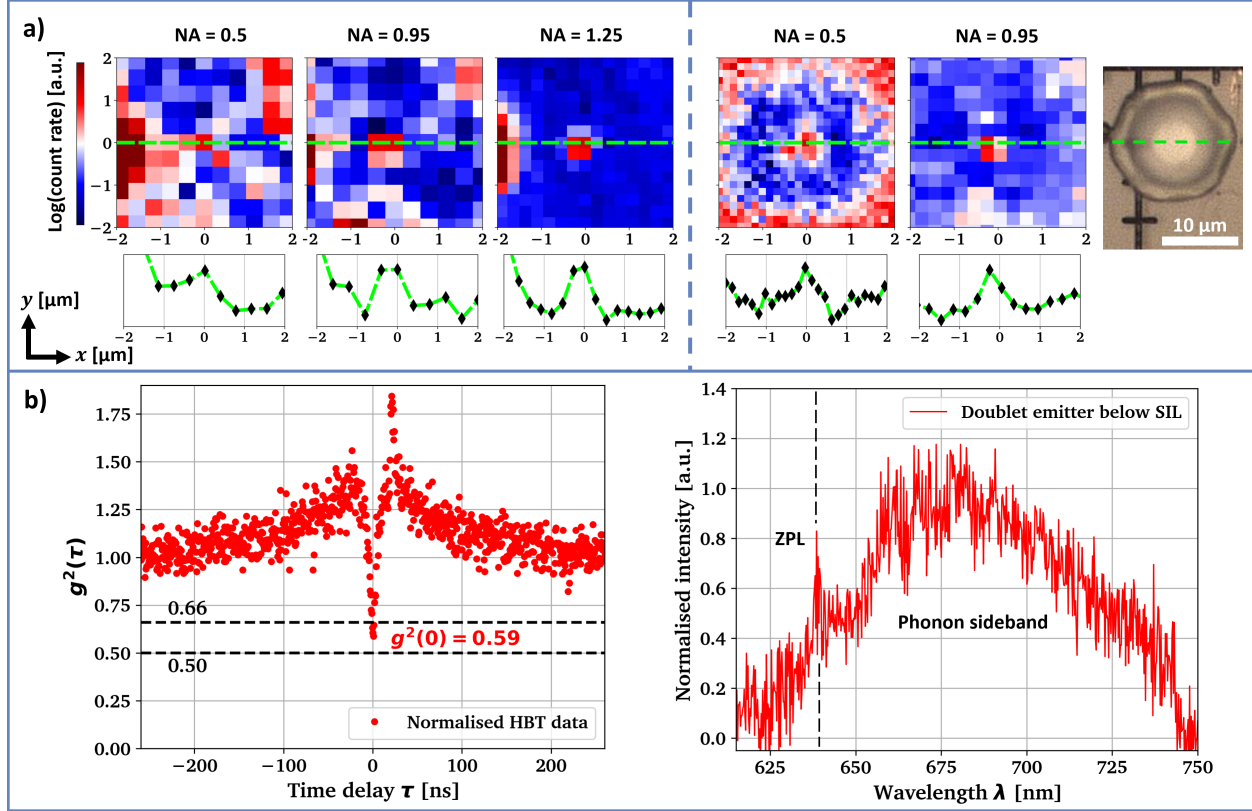 a)
NA = 0.5
NA = 0.95
NA = 1.25
NA = 0.5
NA = 0.95
Log(count rate) [a.u.]
2
1
0
−1
−2
−2 −1 0 1 2
−2 −1 0 1 2
−2 −1 0 1 2
−2 −1 0 1 2
−2 −1 0 1 2
10 µm
2 1 0 1 2
2 1 0 1 2
2 1 0 1 2
2 1 0 1 2
2 1 0 1 2
y [µm]
x [µm]
b)
g²(τ)
1.75
1.50
1.25
1.00
0.75
0.50
0.25
0.00
0.66
g²(0) = 0.59
0.50
Normalised HBT data
−200 −100 0 100 200
Time delay τ [ns]
Normalised intensity [a.u.]
1.4
1.2
1.0
0.8
0.6
0.4
0.2
0.0
Doublet emitter below SIL
ZPL
Phonon sideband
625 650 675 700 725 750
Wavelength λ [nm]